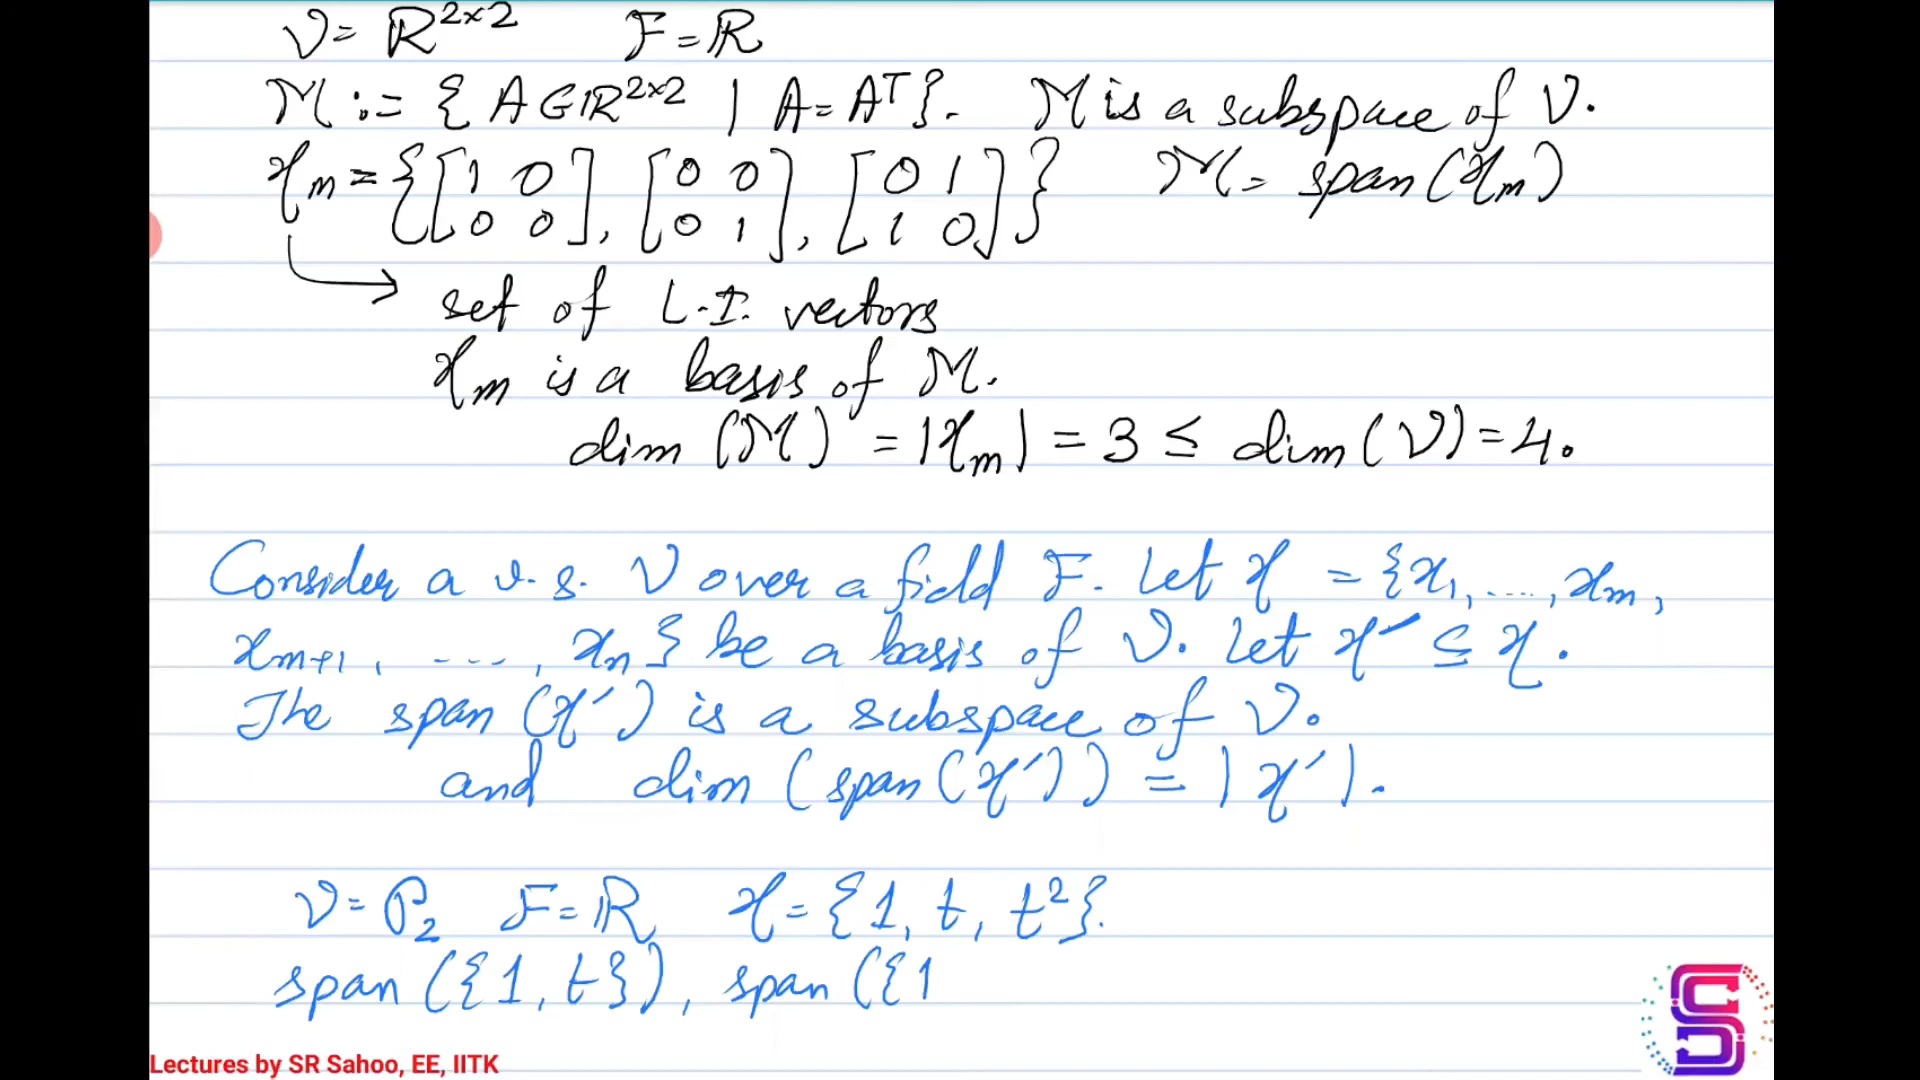 V = ℝ^{2×2} F = ℝ
M := { A ∈ ℝ^{2×2} | A = A^T }. M is a subspace of V.
X_m = { [1 0; 0 0], [0 0; 0 1], [0 1; 1 0] } M = span(X_m)
→ set of L.I. vectors
X_m is a basis of M.
dim (M) = |X_m| = 3 ≤ dim(V) = 4.
Consider a v.s. V over a field F. Let X = {x_1, ...., x_m,
x_{m+1}, ...., x_n} be a basis of V. Let X' ⊆ X.
The span (X') is a subspace of V.
and dim (span(X')) = |X'|.
V = P_2 F = ℝ X = {1, t, t^2}.
span ({1, t}), span ({1
Lectures by SR Sahoo, EE, IITK